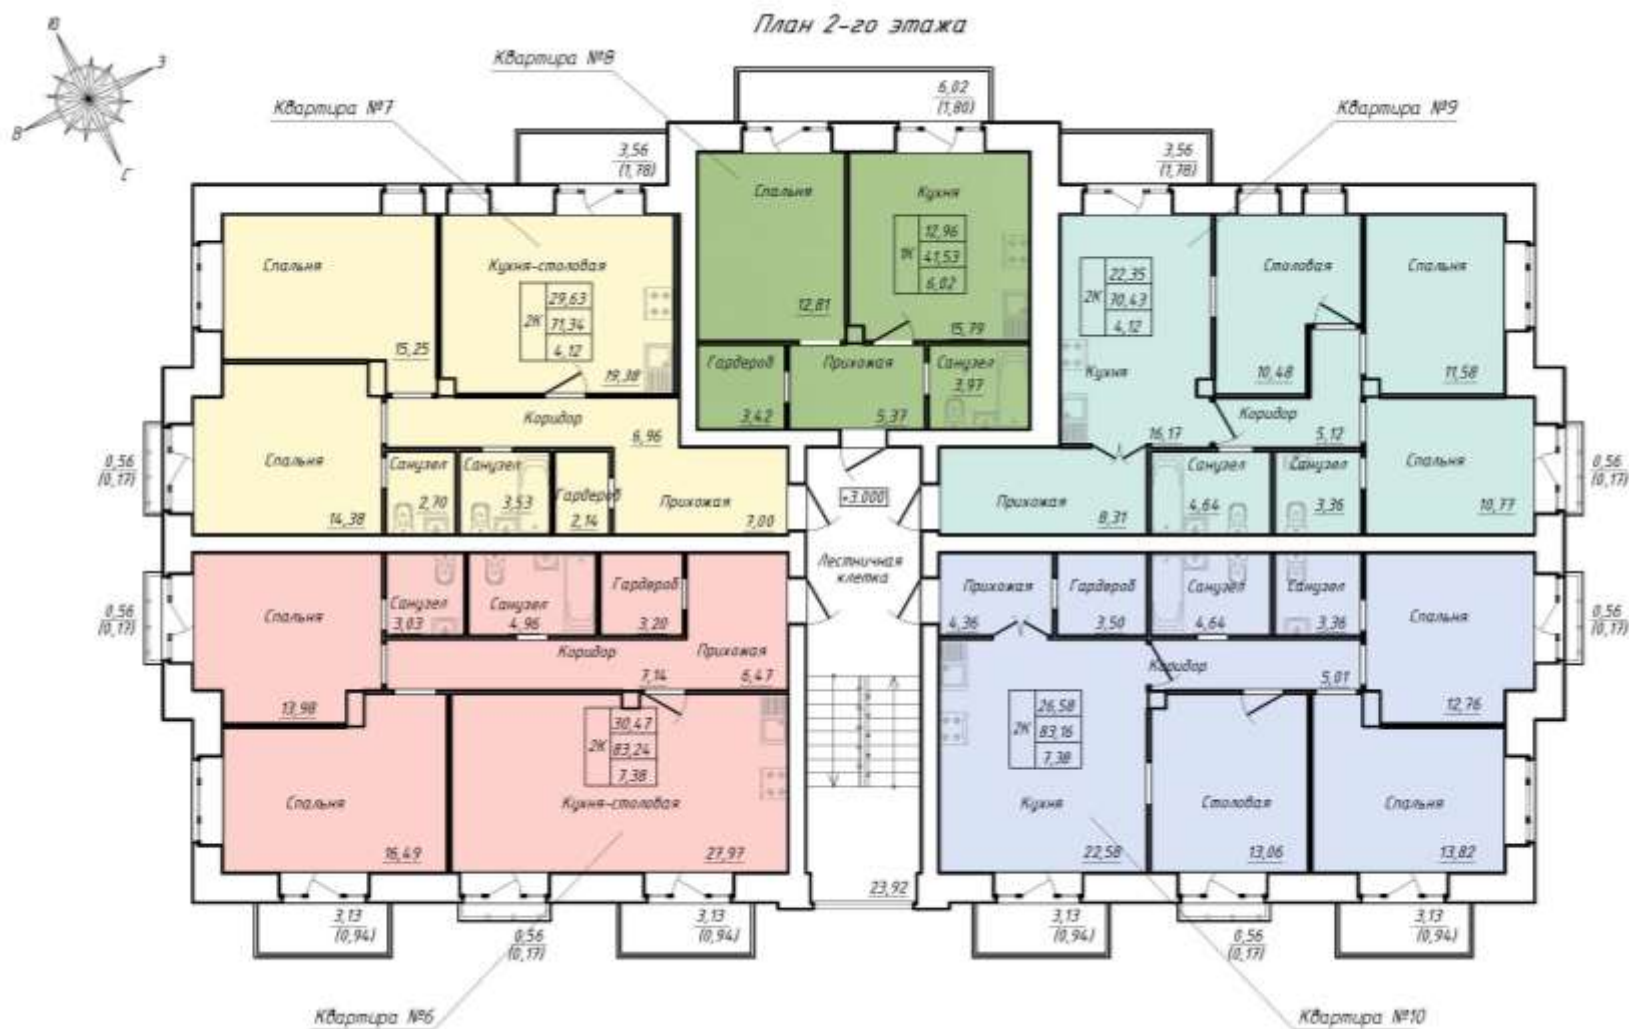 План 2-го этажа
Ю
З
В
С
Квартира №8
Квартира №7
Квартира №9
6,02
(1,80)
3,56
(1,78)
3,56
(1,78)
Спальня
12,81
Кухня
1К
12,96
41,53
6,02
15,79
Гардероб
3,42
Прихожая
5,37
Санузел
3,97
Спальня
15,25
Кухня-столовая
2К
29,63
71,34
4,12
19,38
Коридор
6,96
Спальня
14,38
0,56
(0,17)
Санузел
2,70
Санузел
3,53
Гардероб
2,14
Прихожая
7,00
2К
22,35
70,43
4,12
Кухня
16,17
Столовая
10,48
Спальня
11,58
Коридор
5,12
Спальня
10,77
0,56
(0,17)
Прихожая
8,31
Санузел
4,64
Санузел
3,36
+3.000
Лестничная
клетка
23,92
0,56
(0,17)
Спальня
13,98
Санузел
3,03
Санузел
4,96
Гардероб
3,20
Коридор
7,14
Прихожая
6,47
Спальня
16,49
2К
30,47
83,24
7,38
Кухня-столовая
27,97
Прихожая
4,36
Гардероб
3,50
Санузел
4,64
Санузел
3,36
Спальня
12,76
0,56
(0,17)
Коридор
5,01
2К
26,58
83,16
7,38
Кухня
22,58
Столовая
13,06
Спальня
13,82
3,13
(0,94)
0,56
(0,17)
3,13
(0,94)
3,13
(0,94)
0,56
(0,17)
3,13
(0,94)
Квартира №6
Квартира №10